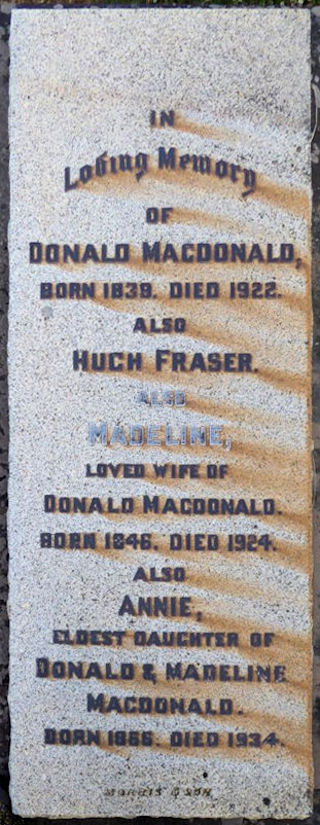 IN
Loving Memory
OF
DONALD MACDONALD,
BORN 1839. DIED 1922.
ALSO
HUGH FRASER.
ALSO
MADELINE,
LOVED WIFE OF
DONALD MACDONALD.
BORN 1846. DIED 1924.
ALSO
ANNIE,
ELDEST DAUGHTER OF
DONALD & MADELINE
MACDONALD.
BORN 1866. DIED 1934.
MORRIS & SON